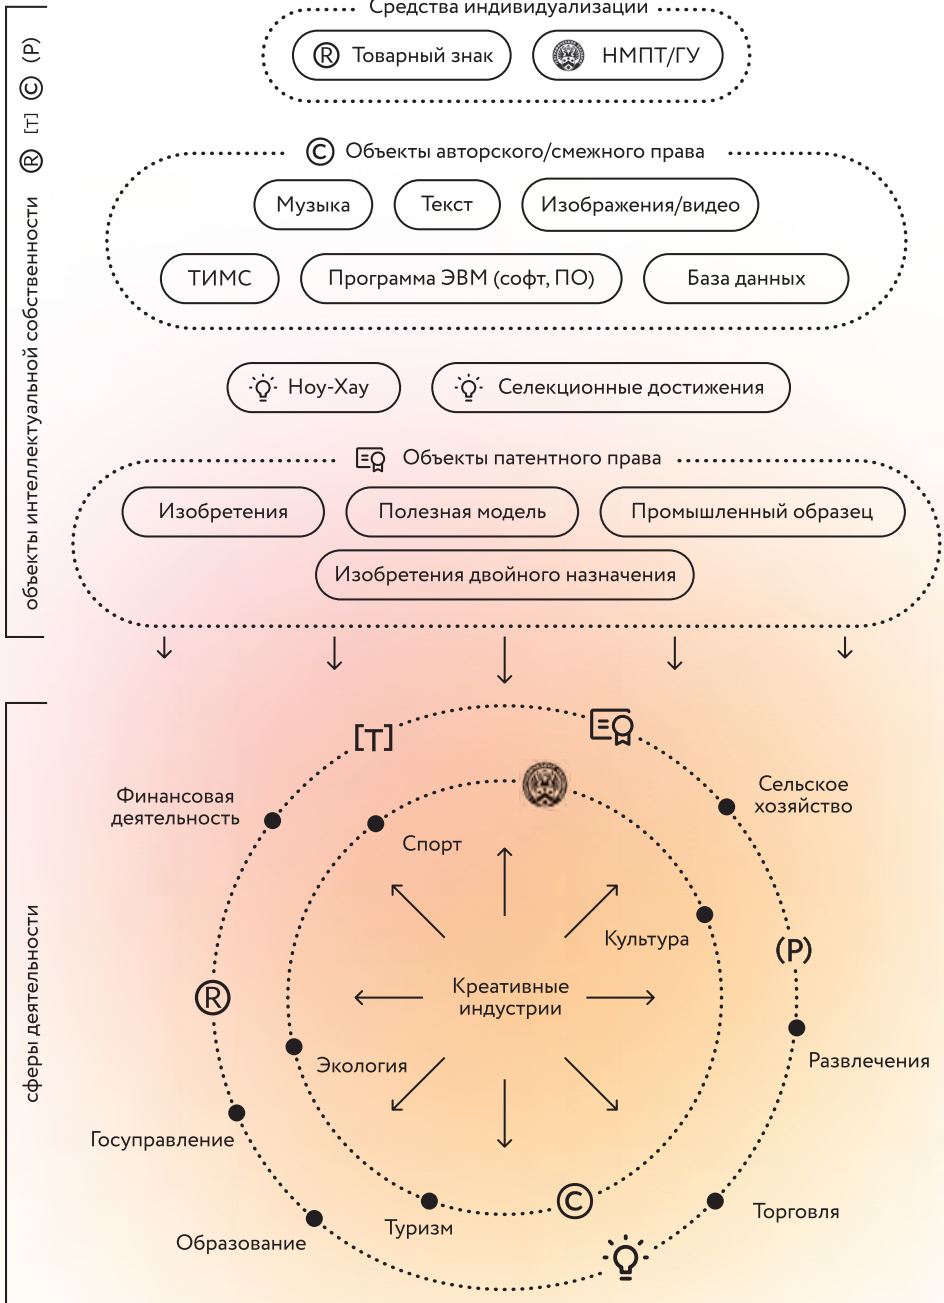 Средства индивидуализации
® Товарный знак
НМПТ/ГУ
© Объекты авторского/смежного права
Музыка
Текст
Изображения/видео
ТИМС
Программа ЭВМ (софт, ПО)
База данных
Ноу-Хау
Селекционные достижения
Объекты патентного права
Изобретения
Полезная модель
Промышленный образец
Изобретения двойного назначения
объекты интеллектуальной собственности ® [T] © (P)
[T]
Финансовая
деятельность
Сельское
хозяйство
Спорт
Культура
(P)
Креативные
индустрии
®
Экология
Развлечения
Госуправление
Туризм
©
Торговля
Образование
сферы деятельности